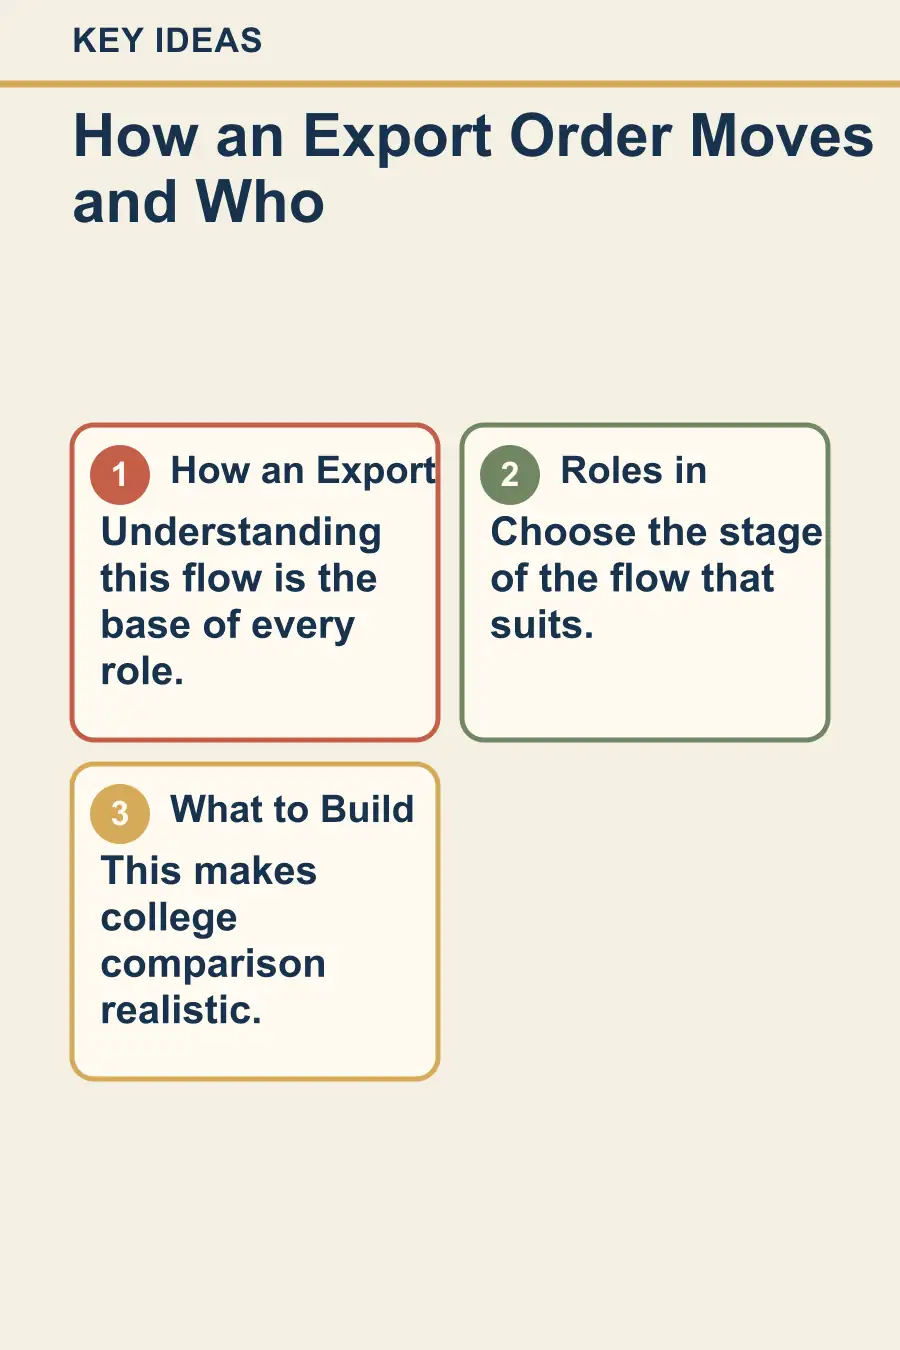 KEY IDEAS
How an Export Order Moves
and Who
1
How an Export
Understanding
this flow is the
base of every
role.
2
Roles in
Choose the stage
of the flow that
suits.
3
What to Build
This makes
college
comparison
realistic.